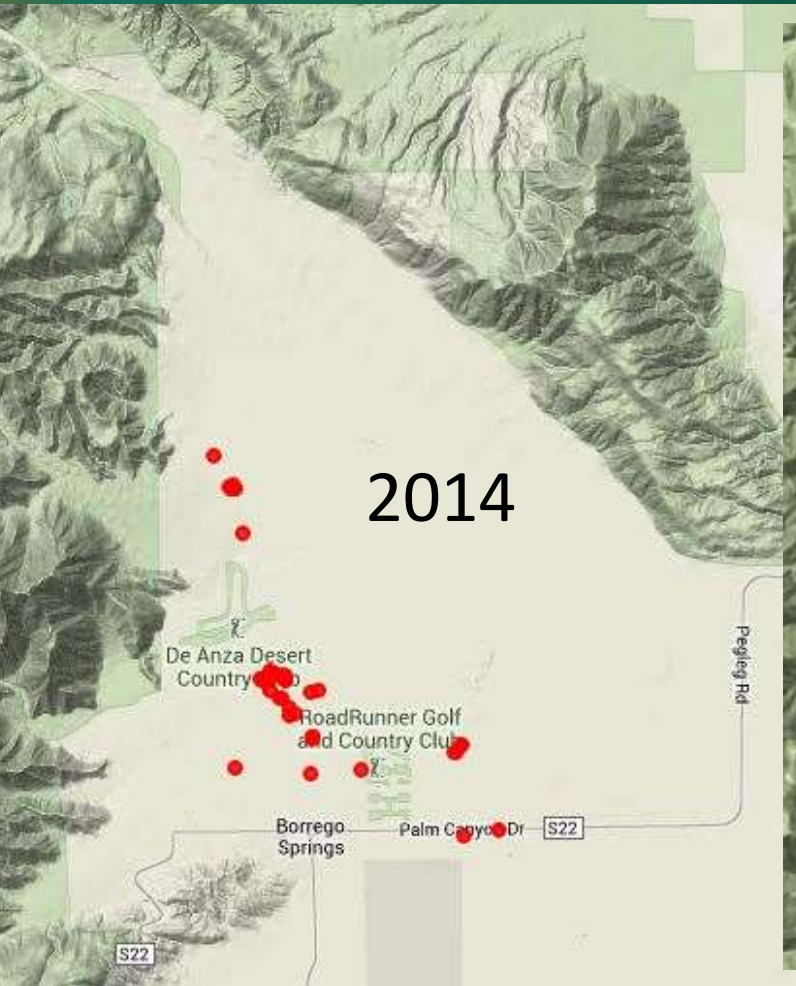 2014
De Anza Desert
Country
Pegleg Rd
RoadRunner Golf
and Country Club
Borrego
Springs
Palm Canyon Dr
S22
S22